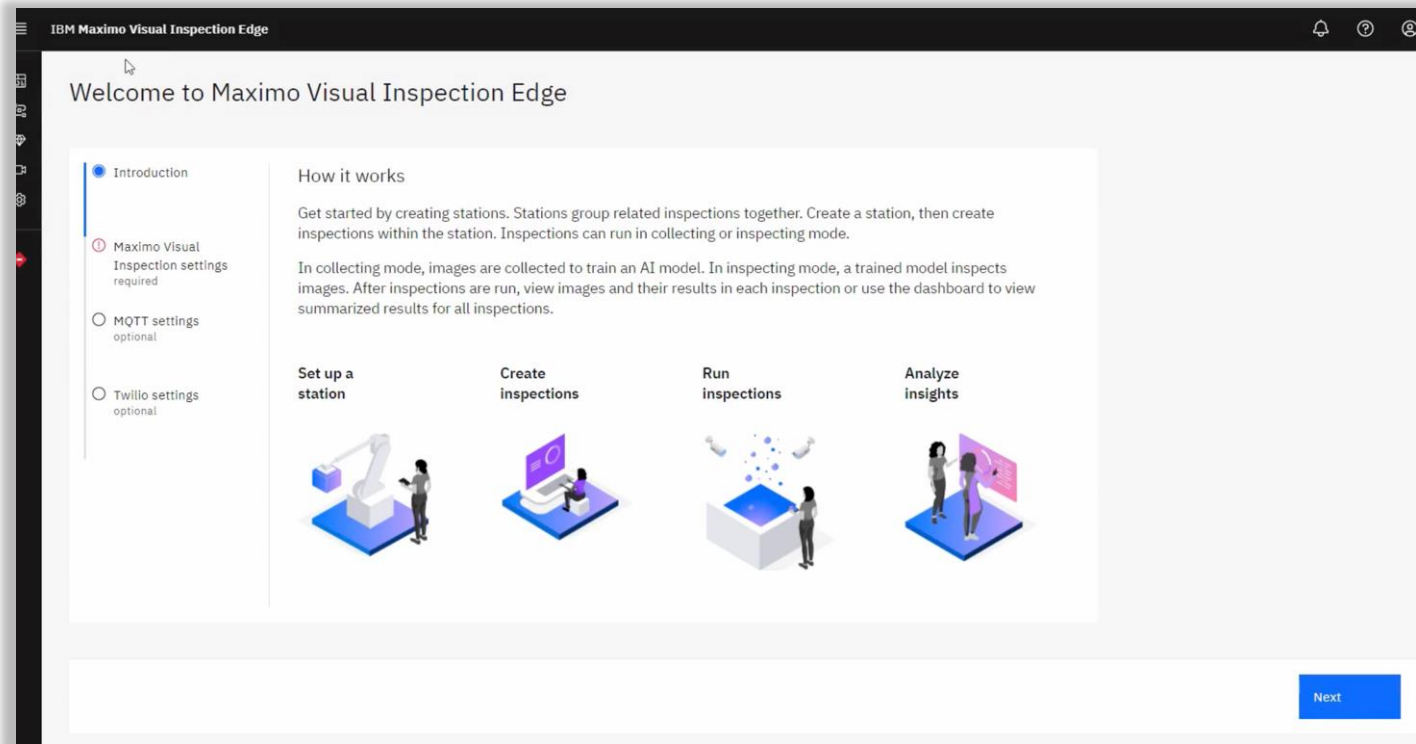 IBM Maximo Visual Inspection Edge
Welcome to Maximo Visual Inspection Edge
Introduction
Maximo Visual
Inspection settings
required
MQTT settings
optional
Twilio settings
optional
How it works
Get started by creating stations. Stations group related inspections together. Create a station, then create
inspections within the station. Inspections can run in collecting or inspecting mode.
In collecting mode, images are collected to train an AI model. In inspecting mode, a trained model inspects
images. After inspections are run, view images and their results in each inspection or use the dashboard to view
summarized results for all inspections.
Set up a
station
Create
inspections
Run
inspections
Analyze
insights
Next